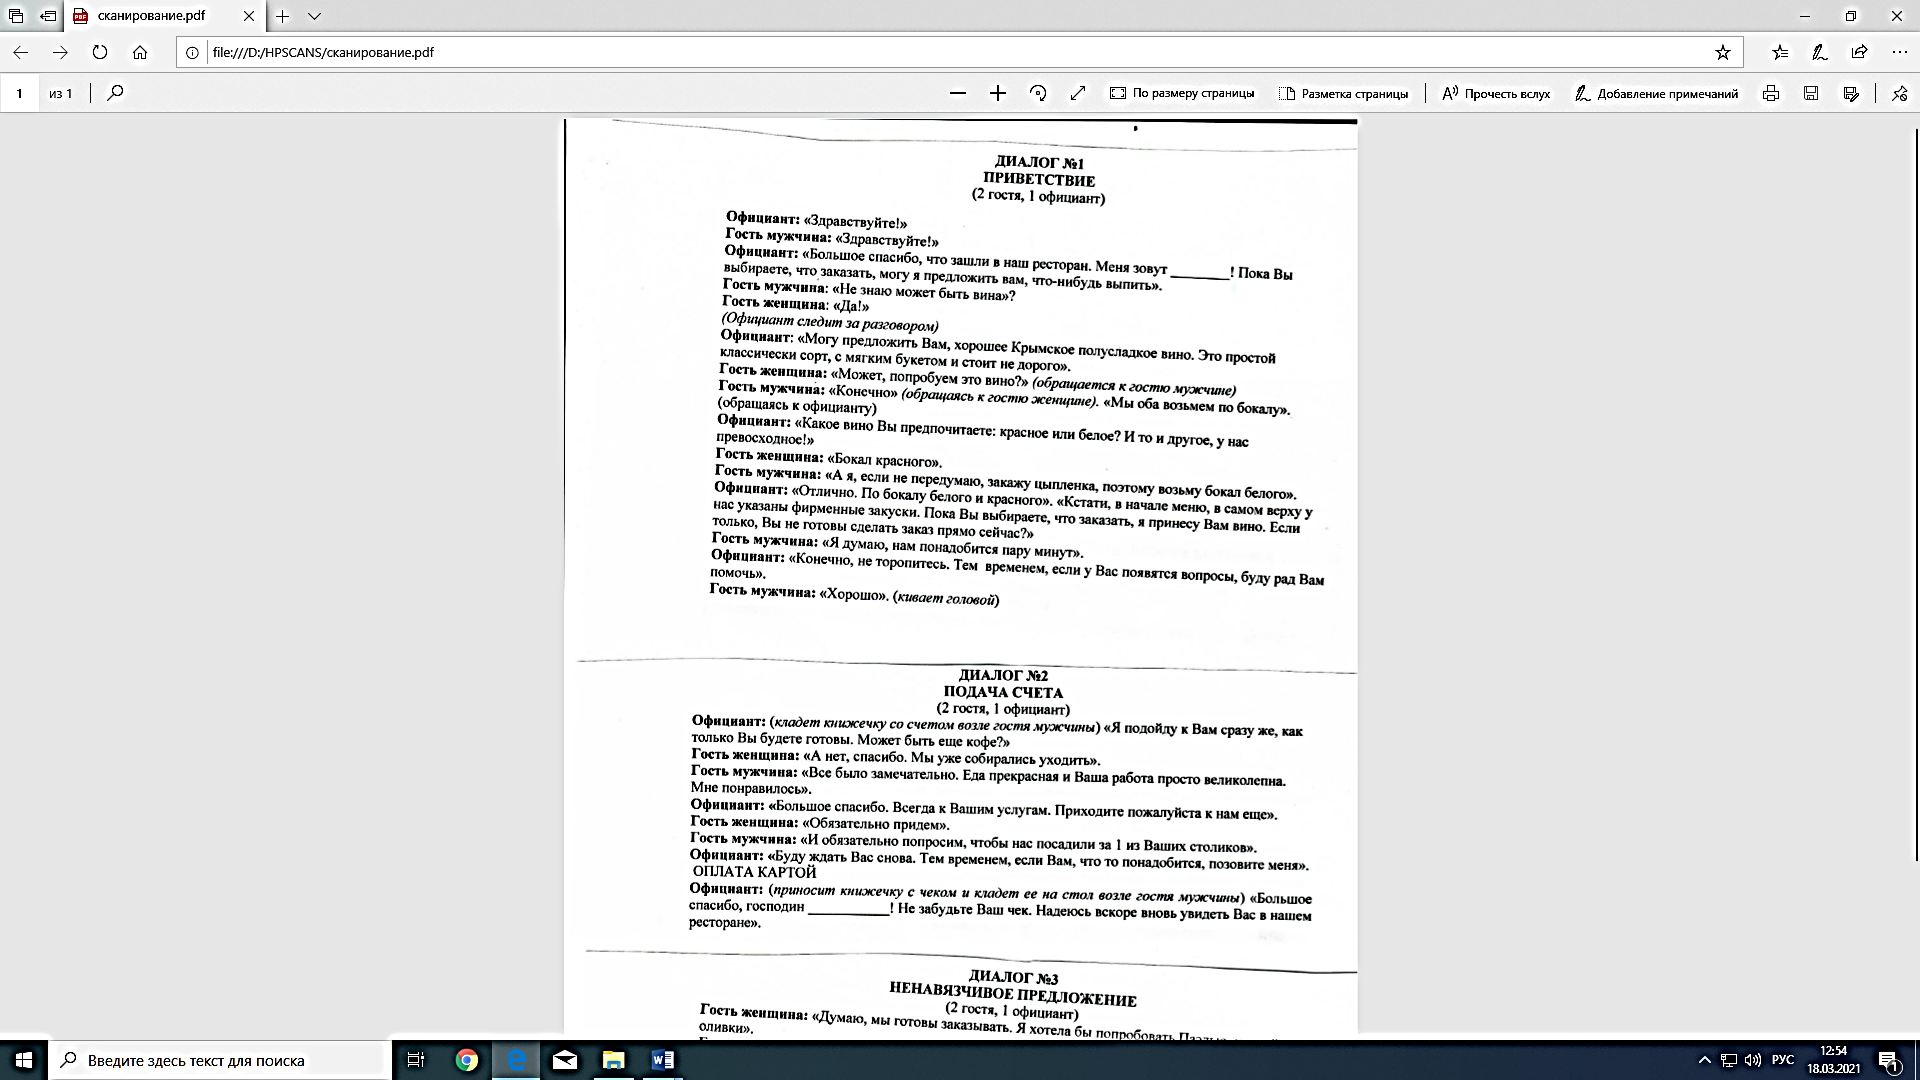 сканирование.pdf
file:///D:/HPSCANS/сканирование.pdf
1 из 1
По размеру страницы
Разметка страницы
Прочесть вслух
Добавление примечаний
ДИАЛОГ №1
ПРИВЕТСТВИЕ
(2 гостя, 1 официант)
Официант: «Здравствуйте!»
Гость мужчина: «Здравствуйте!»
Официант: «Большое спасибо, что зашли в наш ресторан. Меня зовут ________! Пока Вы
выбираете, что заказать, могу я предложить вам, что-нибудь выпить».
Гость мужчина: «Не знаю может быть вина»?
Гость женщина: «Да!»
(Официант следит за разговором)
Официант: «Могу предложить Вам, хорошее Крымское полусладкое вино. Это простой
классически сорт, с мягким букетом и стоит не дорого».
Гость женщина: «Может, попробуем это вино?» (обращается к гостю мужчине)
Гость мужчина: «Конечно» (обращаясь к гостю женщине). «Мы оба возьмем по бокалу».
(обращаясь к официанту)
Официант: «Какое вино Вы предпочитаете: красное или белое? И то и другое, у нас
превосходное!»
Гость женщина: «Бокал красного».
Гость мужчина: «А я, если не передумаю, закажу цыпленка, поэтому возьму бокал белого».
Официант: «Отлично. По бокалу белого и красного». «Кстати, в начале меню, в самом верху у
нас указаны фирменные закуски. Пока Вы выбираете, что заказать, я принесу Вам вино. Если
только, Вы не готовы сделать заказ прямо сейчас?»
Гость мужчина: «Я думаю, нам понадобится пару минут».
Официант: «Конечно, не торопитесь. Тем временем, если у Вас появятся вопросы, буду рад Вам
помочь».
Гость мужчина: «Хорошо». (кивает головой)
ДИАЛОГ №2
ПОДАЧА СЧЕТА
(2 гостя, 1 официант)
Официант: (кладет книжечку со счетом возле гостя мужчины) «Я подойду к Вам сразу же, как
только Вы будете готовы. Может быть еще кофе?»
Гость женщина: «А нет, спасибо. Мы уже собирались уходить».
Гость мужчина: «Все было замечательно. Еда прекрасная и Ваша работа просто великолепна.
Мне понравилось».
Официант: «Большое спасибо. Всегда к Вашим услугам. Приходите пожалуйста к нам еще».
Гость женщина: «Обязательно придем».
Гость мужчина: «И обязательно попросим, чтобы нас посадили за 1 из Ваших столиков».
Официант: «Буду ждать Вас снова. Тем временем, если Вам, что то понадобится, позовите меня».
ОПЛАТА КАРТОЙ
Официант: (приносит книжечку с чеком и кладет ее на стол возле гостя мужчины) «Большое
спасибо, господин ___________! Не забудьте Ваш чек. Надеюсь вскоре вновь увидеть Вас в нашем
ресторане».
ДИАЛОГ №3
НЕНАВЯЗЧИВОЕ ПРЕДЛОЖЕНИЕ
(2 гостя, 1 официант)
Гость женщина: «Думаю, мы готовы заказывать. Я хотела бы попробовать
оливки».
Введите здесь текст для поиска
РУС
12:54
18.03.2021
1